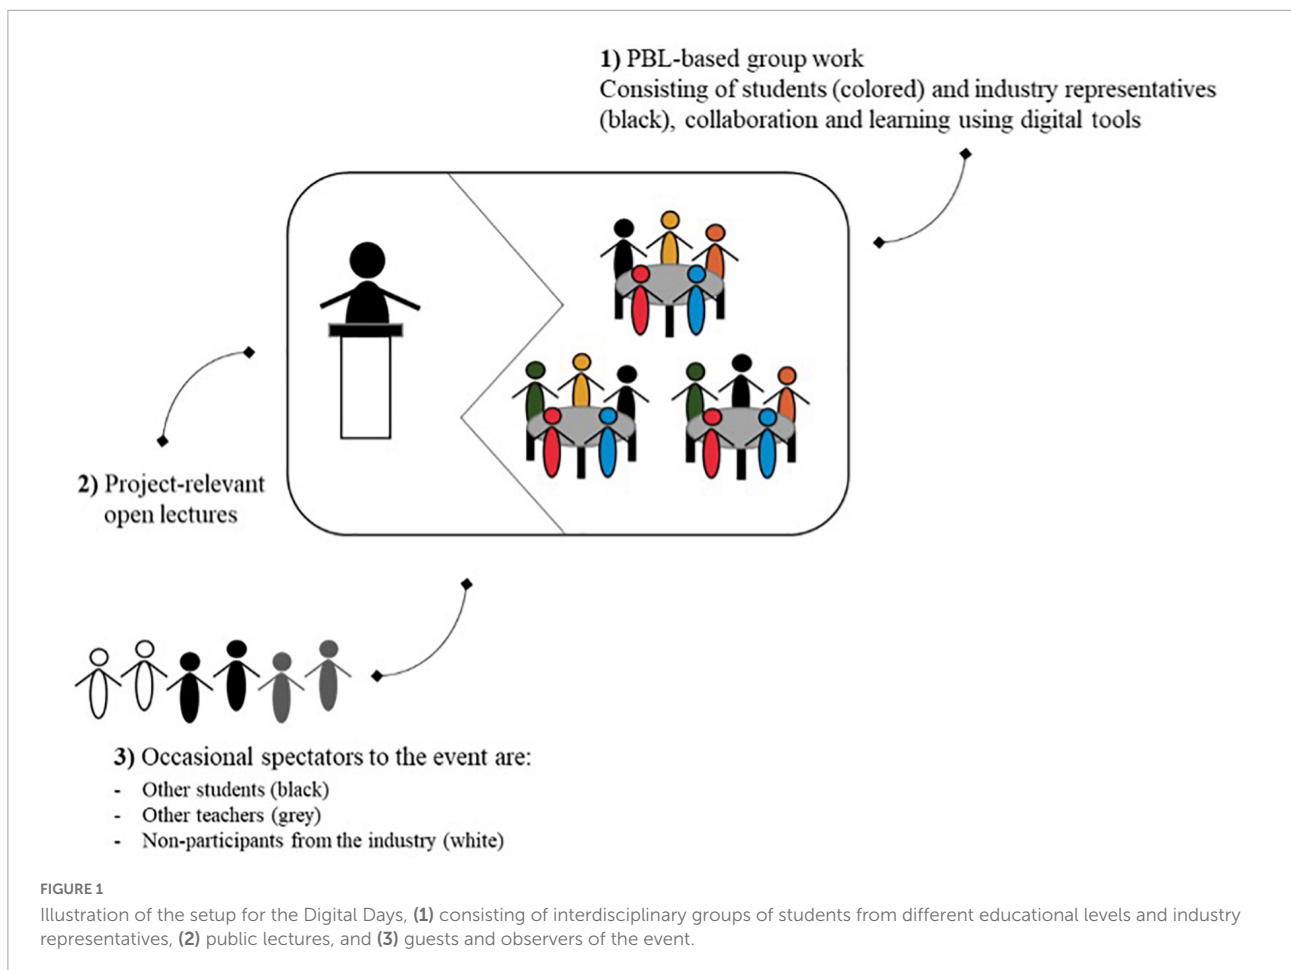 1) PBL-based group work
Consisting of students (colored) and industry representatives
(black), collaboration and learning using digital tools
2) Project-relevant
open lectures
3) Occasional spectators to the event are:
- Other students (black)
- Other teachers (grey)
- Non-participants from the industry (white)
FIGURE 1
Illustration of the setup for the Digital Days, (1) consisting of interdisciplinary groups of students from different educational levels and industry
representatives, (2) public lectures, and (3) guests and observers of the event.